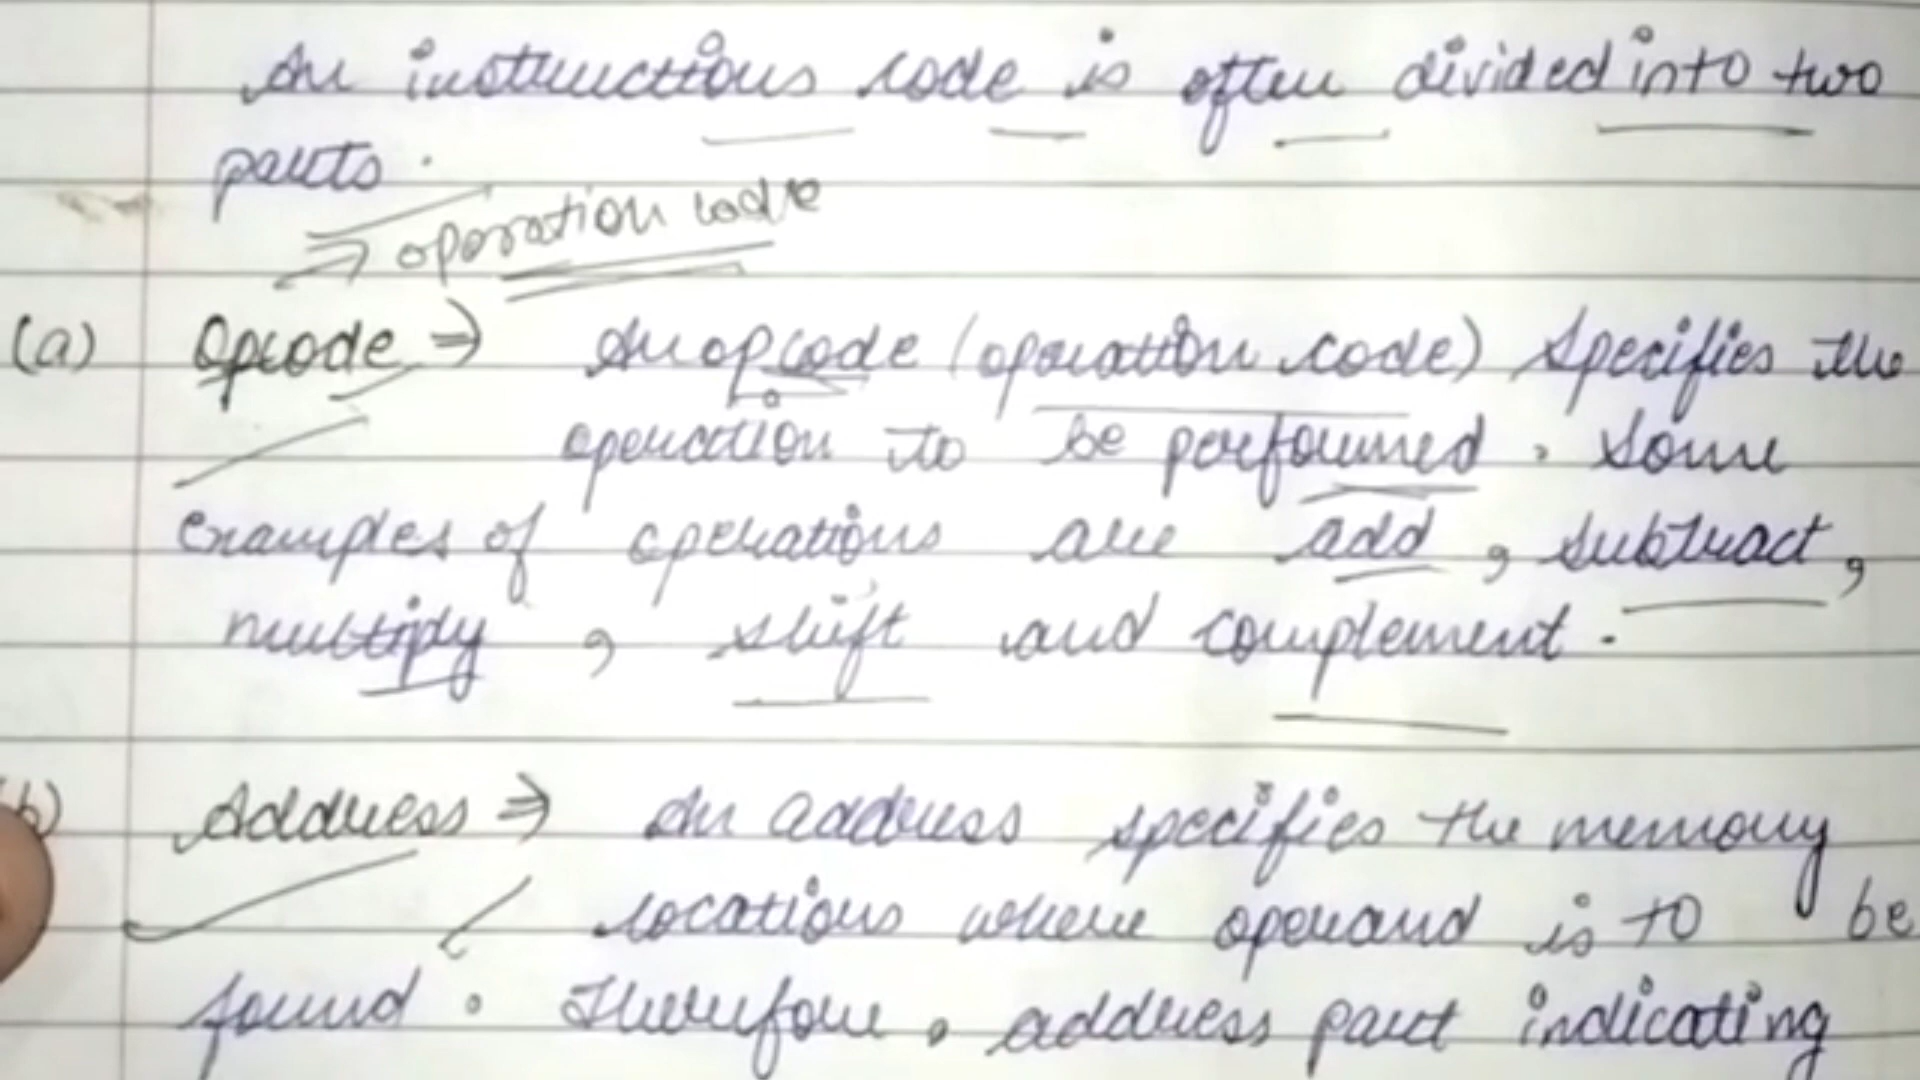 An instructions code is often divided into two
parts.
⇒ operation code
(a) Opcode ⇒ An opcode (operation code) specifies the
operation to be performed. Some
examples of operations are add, subtract,
multiply, shift and complement.
b) Address ⇒ An address specifies the memory
locations where operand is to be
found. Therefore, address part indicating